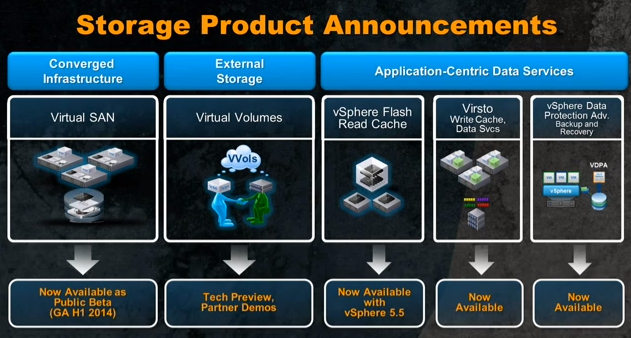 Storage Product Announcements
Converged
Infrastructure
External
Storage
Application-Centric Data Services
Virtual SAN
Virtual Volumes
vSphere Flash
Read Cache
Virsto
Write Cache,
Data Svcs
vSphere Data
Protection Adv.
Backup and
Recovery
VVols
VDPA
vSphere
Now Available as
Public Beta
(GA H1 2014)
Tech Preview,
Partner Demos
Now Available
with
vSphere 5.5
Now
Available
Now
Available